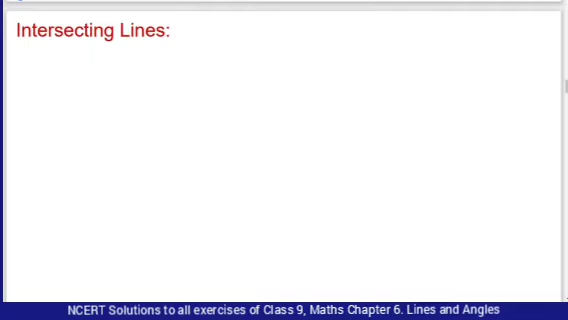 Intersecting Lines:
NCERT Solutions to all exercises of Class 9, Maths Chapter 6. Lines and Angles